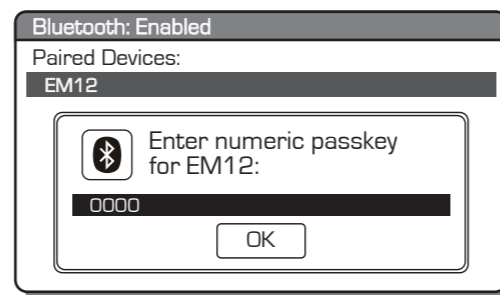 Bluetooth: Enabled
Paired Devices:
EM12
Enter numeric passkey
for EM12:
0000
OK